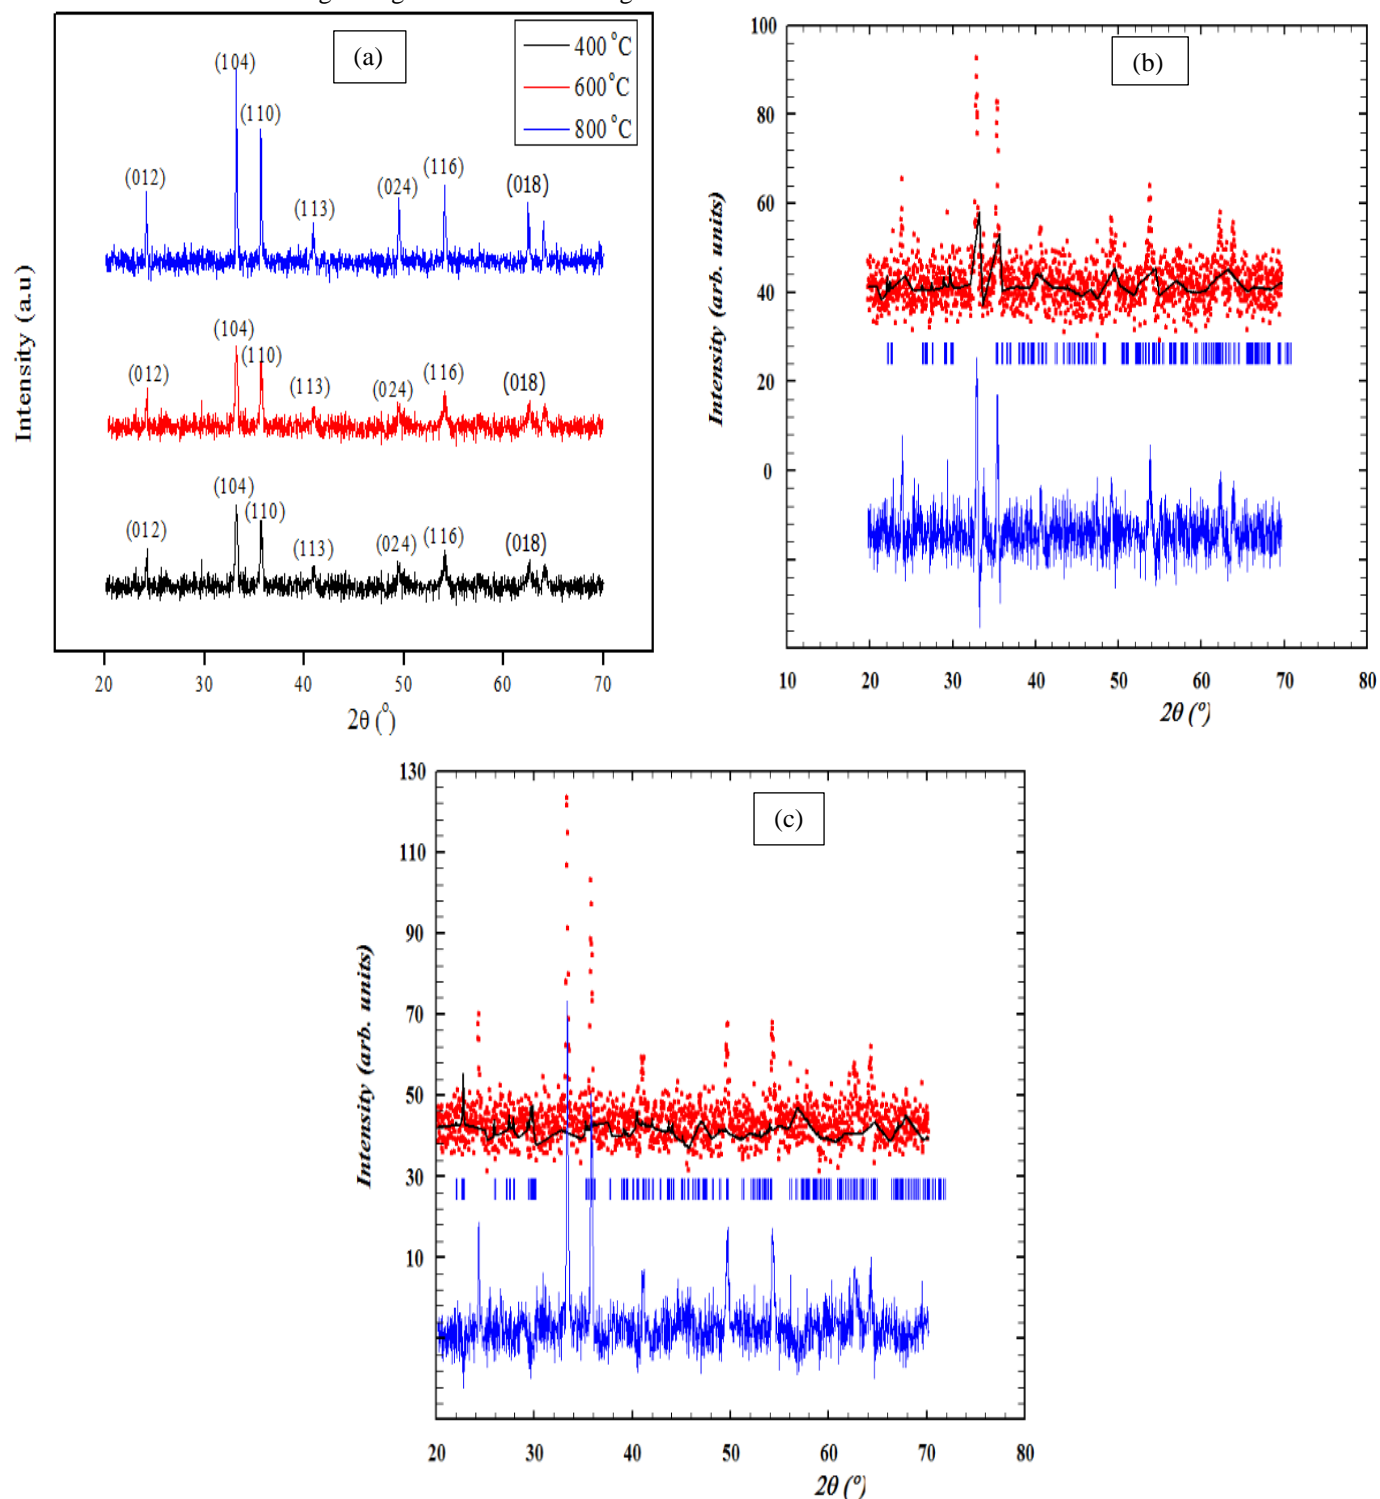 (a)
400 °C
600°C
800 °C
(104)
(110)
(012)
(113)
(024)
(116)
(018)
(104)
(110)
(012)
(113)
(024)
(116)
(018)
(104)
(110)
(012)
(113)
(024)
(116)
(018)
Intensity (a.u)
20 30 40 50 60 70
2θ (°)
(b)
100
80
60
40
20
0
Intensity (arb. units)
10 20 30 40 50 60 70 80
2θ (°)
(c)
130
110
90
70
50
30
10
Intensity (arb. units)
20 30 40 50 60 70 80
2θ (°)